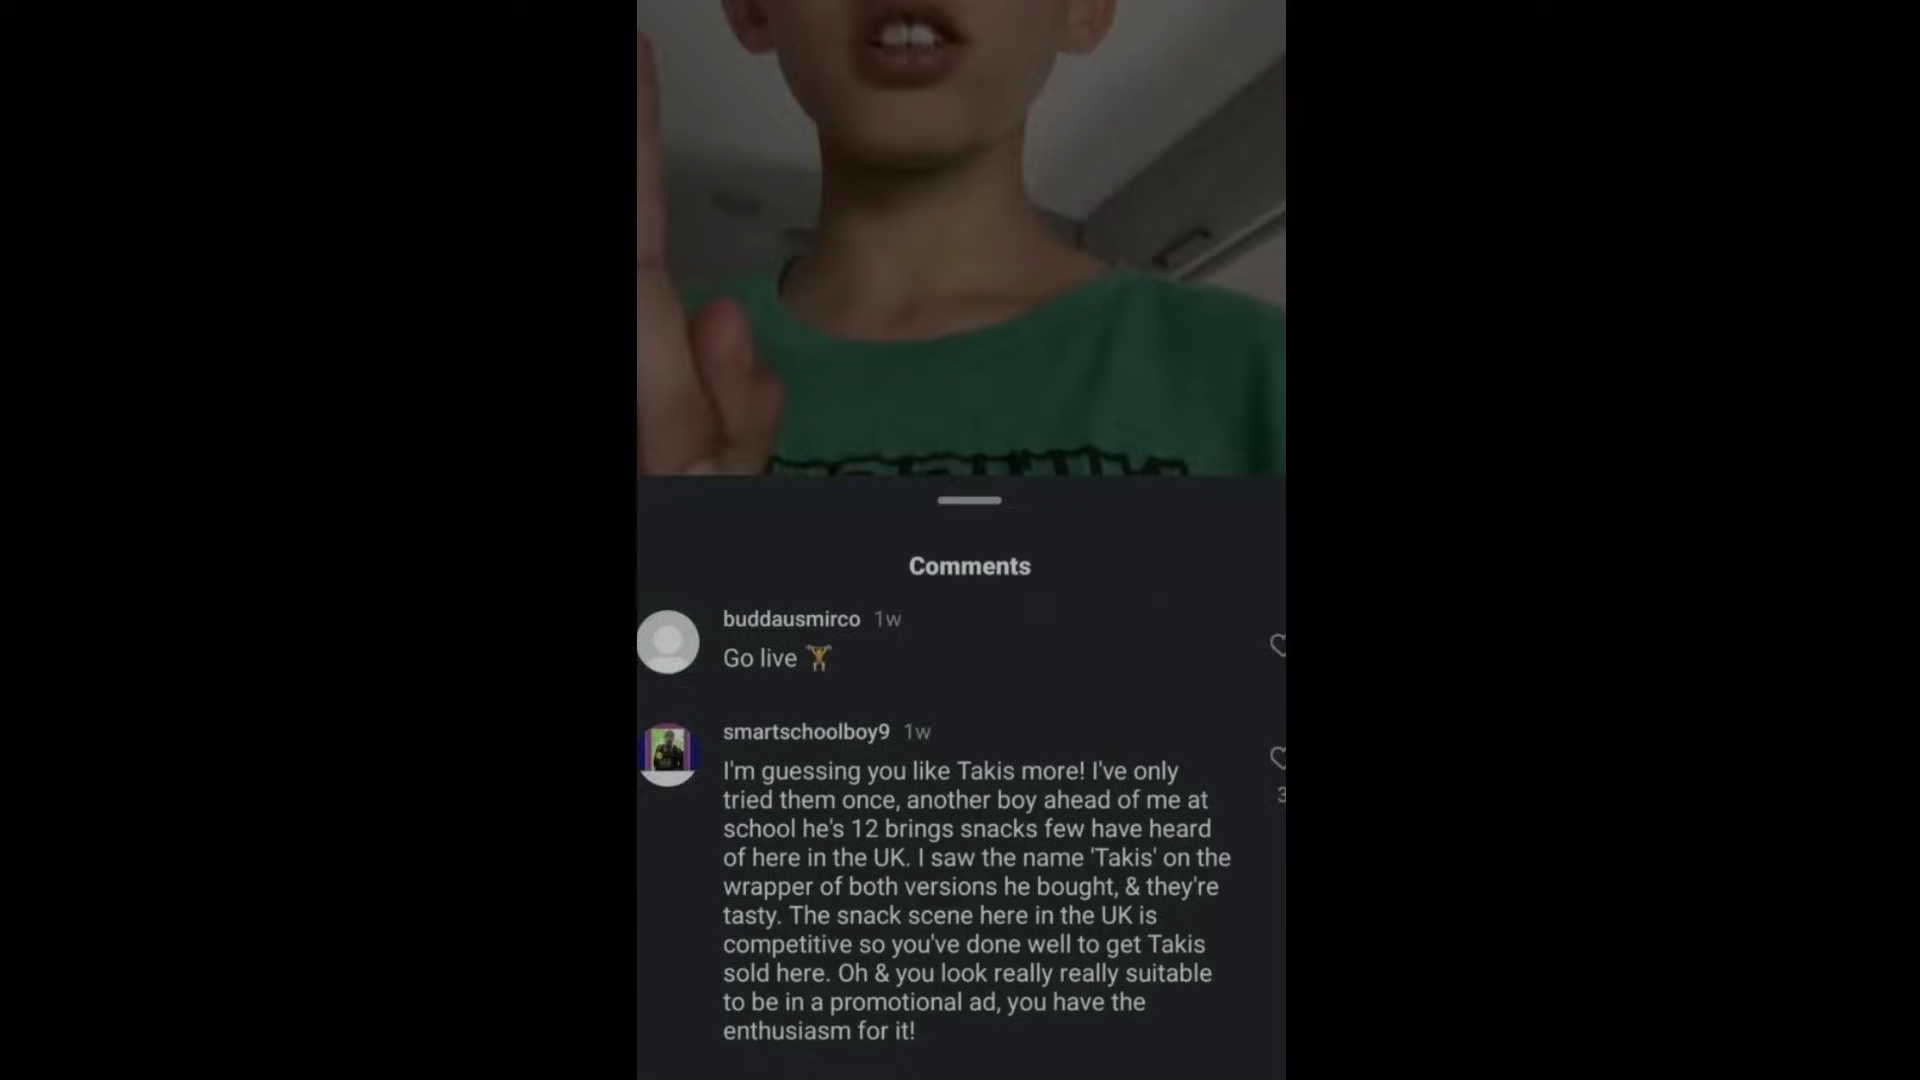 Comments
buddausmirco 1w
Go live 🏋
smartschoolboy9 1w
I'm guessing you like Takis more! I've only
tried them once, another boy ahead of me at
school he's 12 brings snacks few have heard
of here in the UK. I saw the name 'Takis' on the
wrapper of both versions he bought, & they're
tasty. The snack scene here in the UK is
competitive so you've done well to get Takis
sold here. Oh & you look really really suitable
to be in a promotional ad, you have the
enthusiasm for it!